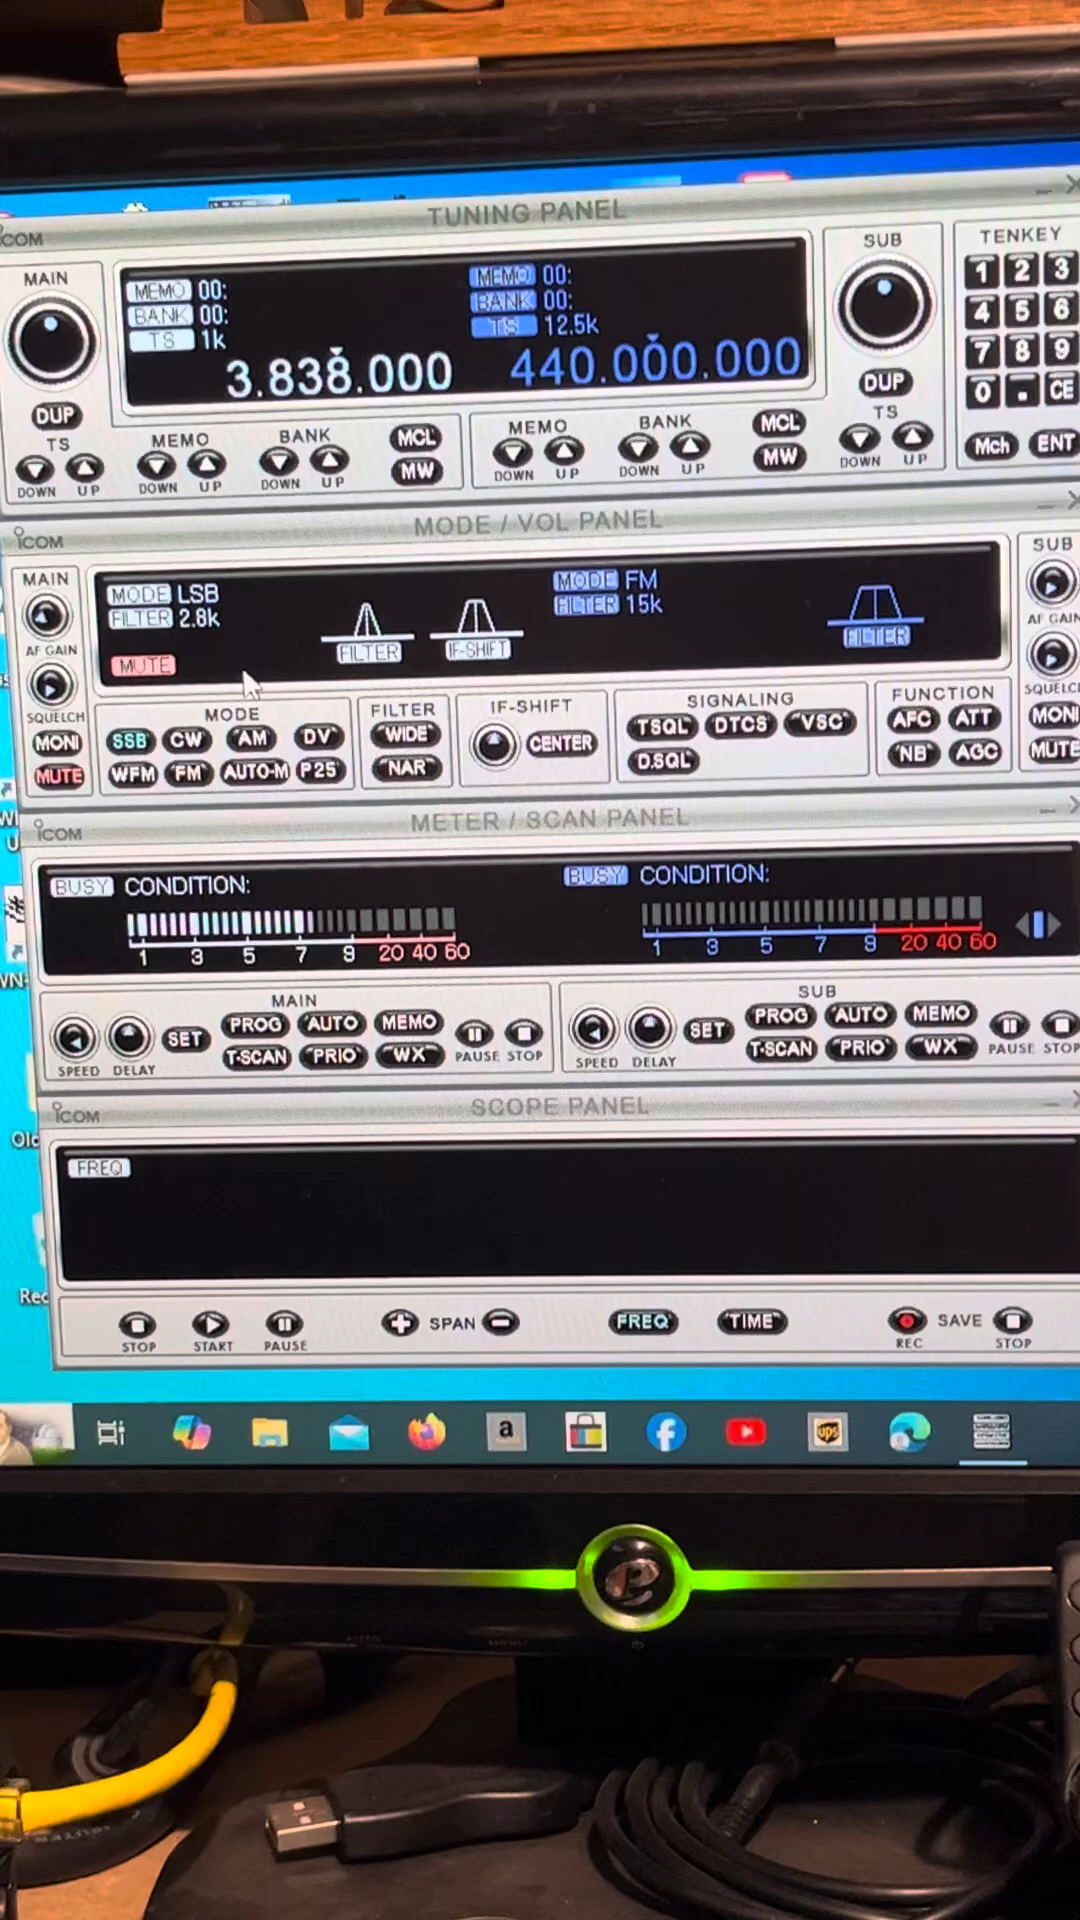 TUNING PANEL
ICOM
MAIN
MEMO 00:
BANK 00:
TS 1k
3.838.000
MEMO 00:
BANK 00:
TS 12.5k
440.000.000
SUB
TENKEY
1 2 3
4 5 6
7 8 9
0 . CE
Mch ENT
DUP
TS
DOWN UP
MEMO
DOWN UP
BANK
DOWN UP
MCL
MW
MEMO
DOWN UP
BANK
DOWN UP
MCL
MW
DUP
TS
DOWN UP
MODE / VOL PANEL
ICOM
MAIN
AF GAIN
SQUELCH
MONI
MUTE
MODE LSB
FILTER 2.8k
MUTE
FILTER
IF-SHIFT
MODE FM
FILTER 15k
FILTER
SUB
AF GAIN
SQUELCH
MONI
MUTE
MODE
SSB CW AM DV
WFM FM AUTO-M P25
FILTER
WIDE
NAR
IF-SHIFT
CENTER
SIGNALING
TSQL DTCS VSC
D.SQL
FUNCTION
AFC ATT
NB AGC
METER / SCAN PANEL
ICOM
BUSY CONDITION:
1 3 5 7 9 20 40 60
BUSY CONDITION:
1 3 5 7 9 20 40 60
MAIN
SPEED DELAY SET
PROG AUTO MEMO
T-SCAN PRIO WX
PAUSE STOP
SUB
SPEED DELAY SET
PROG AUTO MEMO
T-SCAN PRIO WX
PAUSE STOP
SCOPE PANEL
ICOM
FREQ
STOP START PAUSE
SPAN
FREQ TIME
REC SAVE STOP
Old
Rec
a
ups